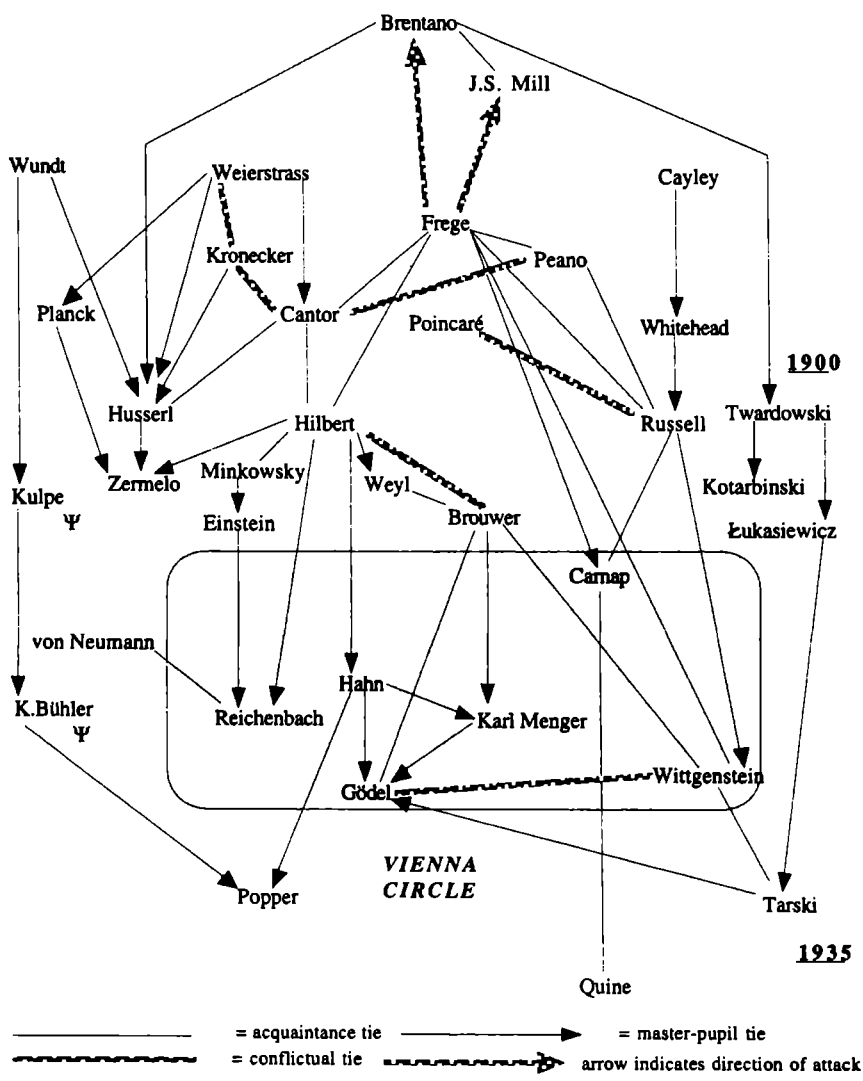 Brentano
J.S. Mill
Wundt
Weierstrass
Cayley
Frege
Kronecker
Peano
Planck
Cantor
Poincaré
Whitehead
1900
Husserl
Hilbert
Russell
Twardowski
Zermelo
Minkowsky
Weyl
Kotarbinski
Kulpe
Ψ
Einstein
Brouwer
Łukasiewicz
Carnap
von Neumann
Hahn
K.Bühler
Ψ
Reichenbach
Karl Menger
Gödel
Wittgenstein
VIENNA
CIRCLE
Popper
Tarski
1935
Quine
= acquaintance tie
= master-pupil tie
= conflictual tie
arrow indicates direction of attack